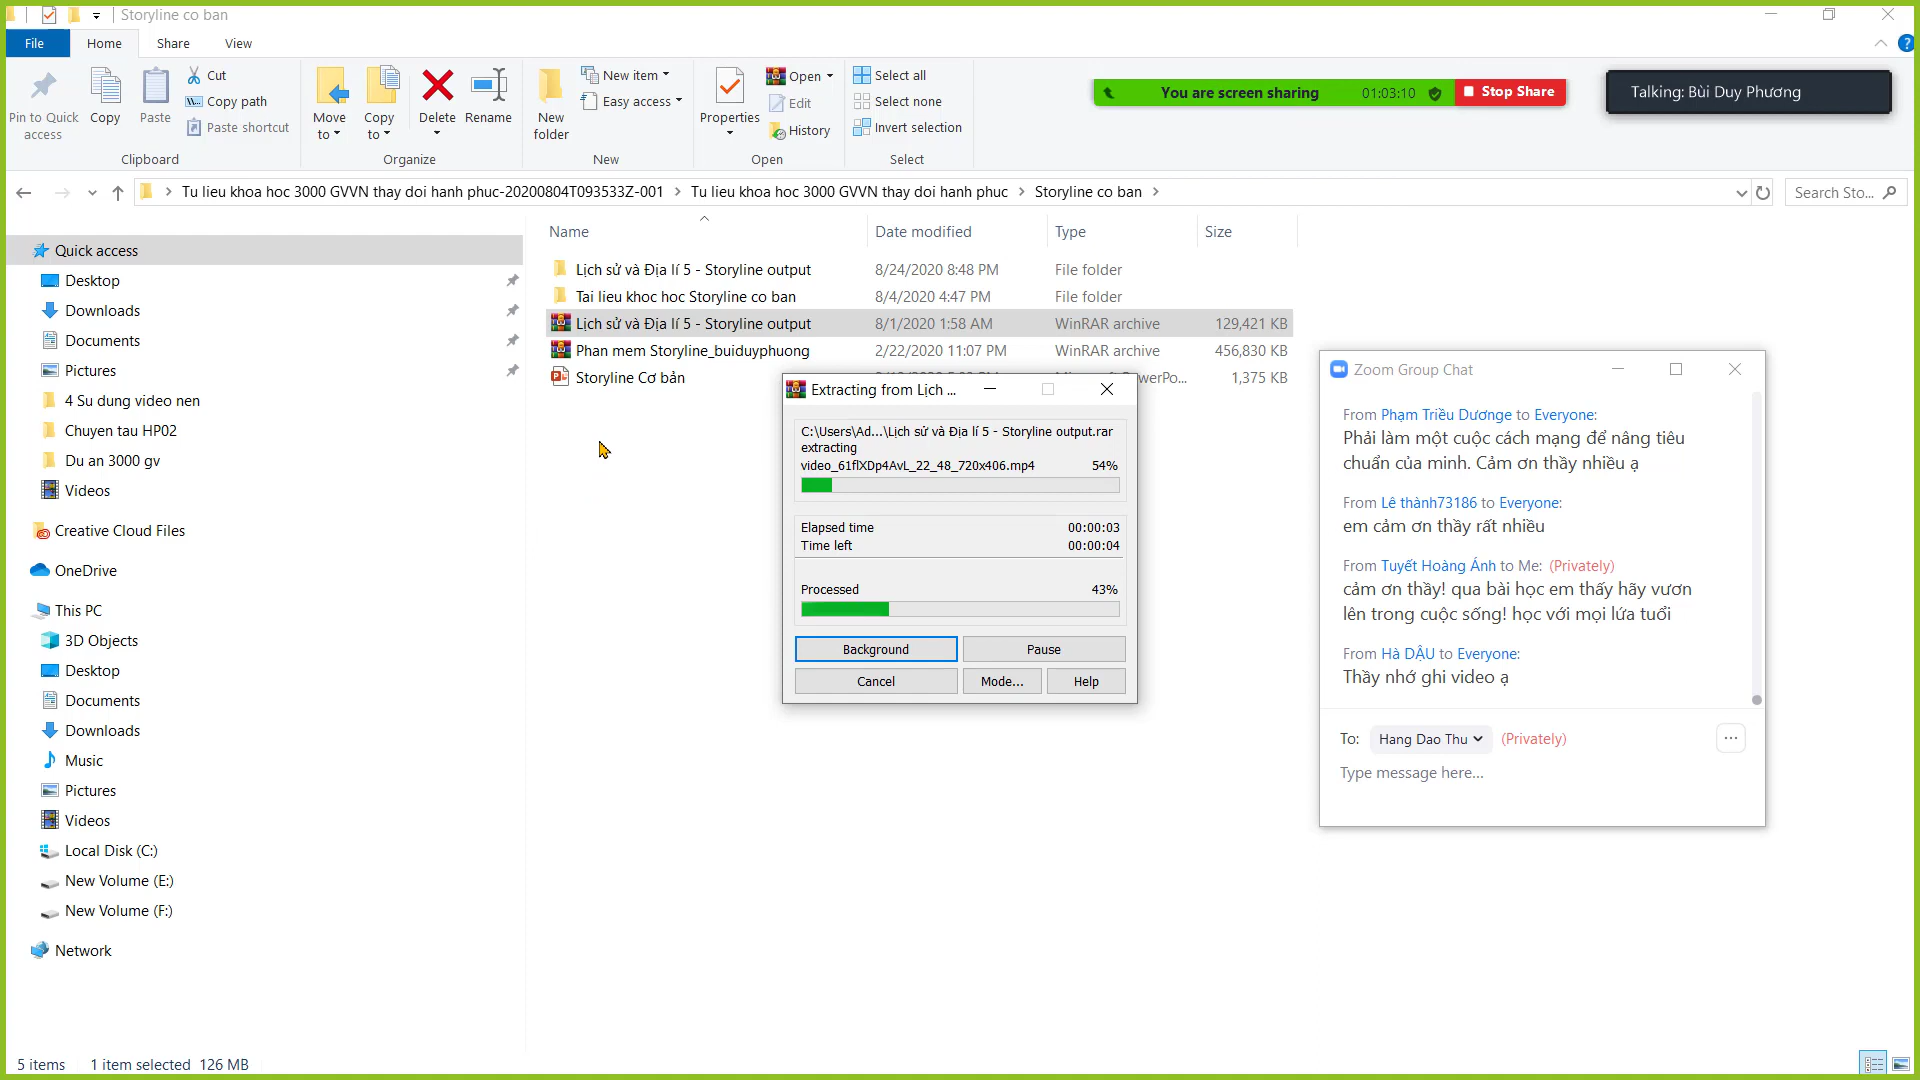 Storyline co ban
File Home Share View
Pin to Quick access
Copy
Paste
Cut
Copy path
Paste shortcut
Clipboard
Move to
Copy to
Delete
Rename
Organize
New folder
New item
Easy access
New
Properties
Open
Edit
History
Open
Select all
Select none
Invert selection
Select
You are screen sharing 01:03:10 Stop Share
Talking: Bùi Duy Phương
Tu lieu khoa hoc 3000 GVVN thay doi hanh phuc-20200804T093533Z-001 > Tu lieu khoa hoc 3000 GVVN thay doi hanh phuc > Storyline co ban >
Search Sto...
Quick access
Desktop
Downloads
Documents
Pictures
4 Su dung video nen
Chuyen tau HP02
Du an 3000 gv
Videos
Creative Cloud Files
OneDrive
This PC
3D Objects
Desktop
Documents
Downloads
Music
Pictures
Videos
Local Disk (C:)
New Volume (E:)
New Volume (F:)
Network
Name Date modified Type Size
Lịch sử và Địa lí 5 - Storyline output 8/24/2020 8:48 PM File folder
Tai lieu khoc hoc Storyline co ban 8/4/2020 4:47 PM File folder
Lịch sử và Địa lí 5 - Storyline output 8/1/2020 1:58 AM WinRAR archive 129,421 KB
Phan mem Storyline_buiduyphuong 2/22/2020 11:07 PM WinRAR archive 456,830 KB
Storyline Cơ bản 1,375 KB
Extracting from Lịch ...
C:\Users\Ad...\Lịch sử và Địa lí 5 - Storyline output.rar
extracting
video_61flXDp4AvL_22_48_720x406.mp4 54%
Elapsed time 00:00:03
Time left 00:00:04
Processed 43%
Background Pause
Cancel Mode... Help
Zoom Group Chat
From Phạm Triều Dươnge to Everyone:
Phải làm một cuộc cách mạng để nâng tiêu
chuẩn của minh. Cảm ơn thầy nhiều ạ
From Lê thành73186 to Everyone:
em cảm ơn thầy rất nhiều
From Tuyết Hoàng Ánh to Me: (Privately)
cảm ơn thầy! qua bài học em thấy hãy vươn
lên trong cuộc sống! học với mọi lứa tuổi
From Hà DẬU to Everyone:
Thầy nhớ ghi video ạ
To: Hang Dao Thu (Privately)
Type message here...
5 items 1 item selected 126 MB